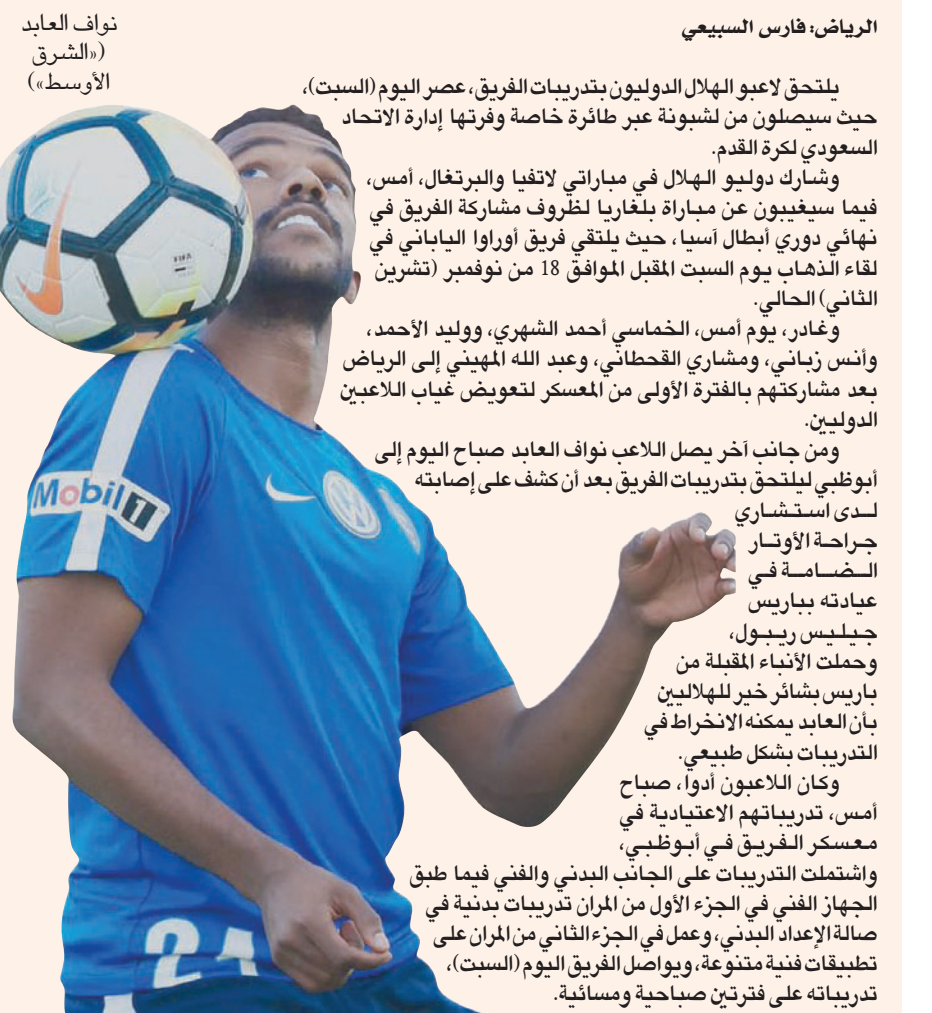 نواف العابد
(«الشرق
الأوسط»)
الرياض: فارس السبيعي
يلتحق لاعبو الهلال الدوليون بتدريبات الفريق، عصر اليوم (السبت)،
حيث سيصلون من لشبونة عبر طائرة خاصة وفرتها إدارة الاتحاد
السعودي لكرة القدم.
وشارك دوليو الهلال في مباراتي لاتفيا والبرتغال، أمس،
فيما سيغيبون عن مباراة بلغاريا لظروف مشاركة الفريق في
نهائي دوري أبطال آسيا، حيث يلتقي فريق أوراوا الياباني في
لقاء الذهاب يوم السبت المقبل الموافق 18 من نوفمبر (تشرين
الثاني) الحالي.
وغادر، يوم أمس، الخماسي أحمد الشهري، ووليد الأحمد،
وأنس زباني، ومشاري القحطاني، وعبد الله المهيني إلى الرياض
بعد مشاركتهم بالفترة الأولى من المعسكر لتعويض غياب اللاعبين
الدوليين.
ومن جانب آخر يصل اللاعب نواف العابد صباح اليوم إلى
أبوظبي ليلتحق بتدريبات الفريق بعد أن كشف على إصابته
لدى استشاري
جراحة الأوتار
الضامة في
عيادته بباريس
جيليس ريبول،
وحملت الأنباء المقبلة من
باريس بشائر خير للهلاليين
بأن العابد يمكنه الانخراط في
التدريبات بشكل طبيعي.
وكان اللاعبون أدوا، صباح
أمس، تدريباتهم الاعتيادية في
معسكر الفريق في أبوظبي،
واشتملت التدريبات على الجانب البدني والفني فيما طبق
الجهاز الفني في الجزء الأول من المران تدريبات بدنية في
صالة الإعداد البدني، وعمل في الجزء الثاني من المران على
تطبيقات فنية متنوعة، ويواصل الفريق اليوم (السبت)،
تدريباته على فترتين صباحية ومسائية.
Mobil 1
FIFA